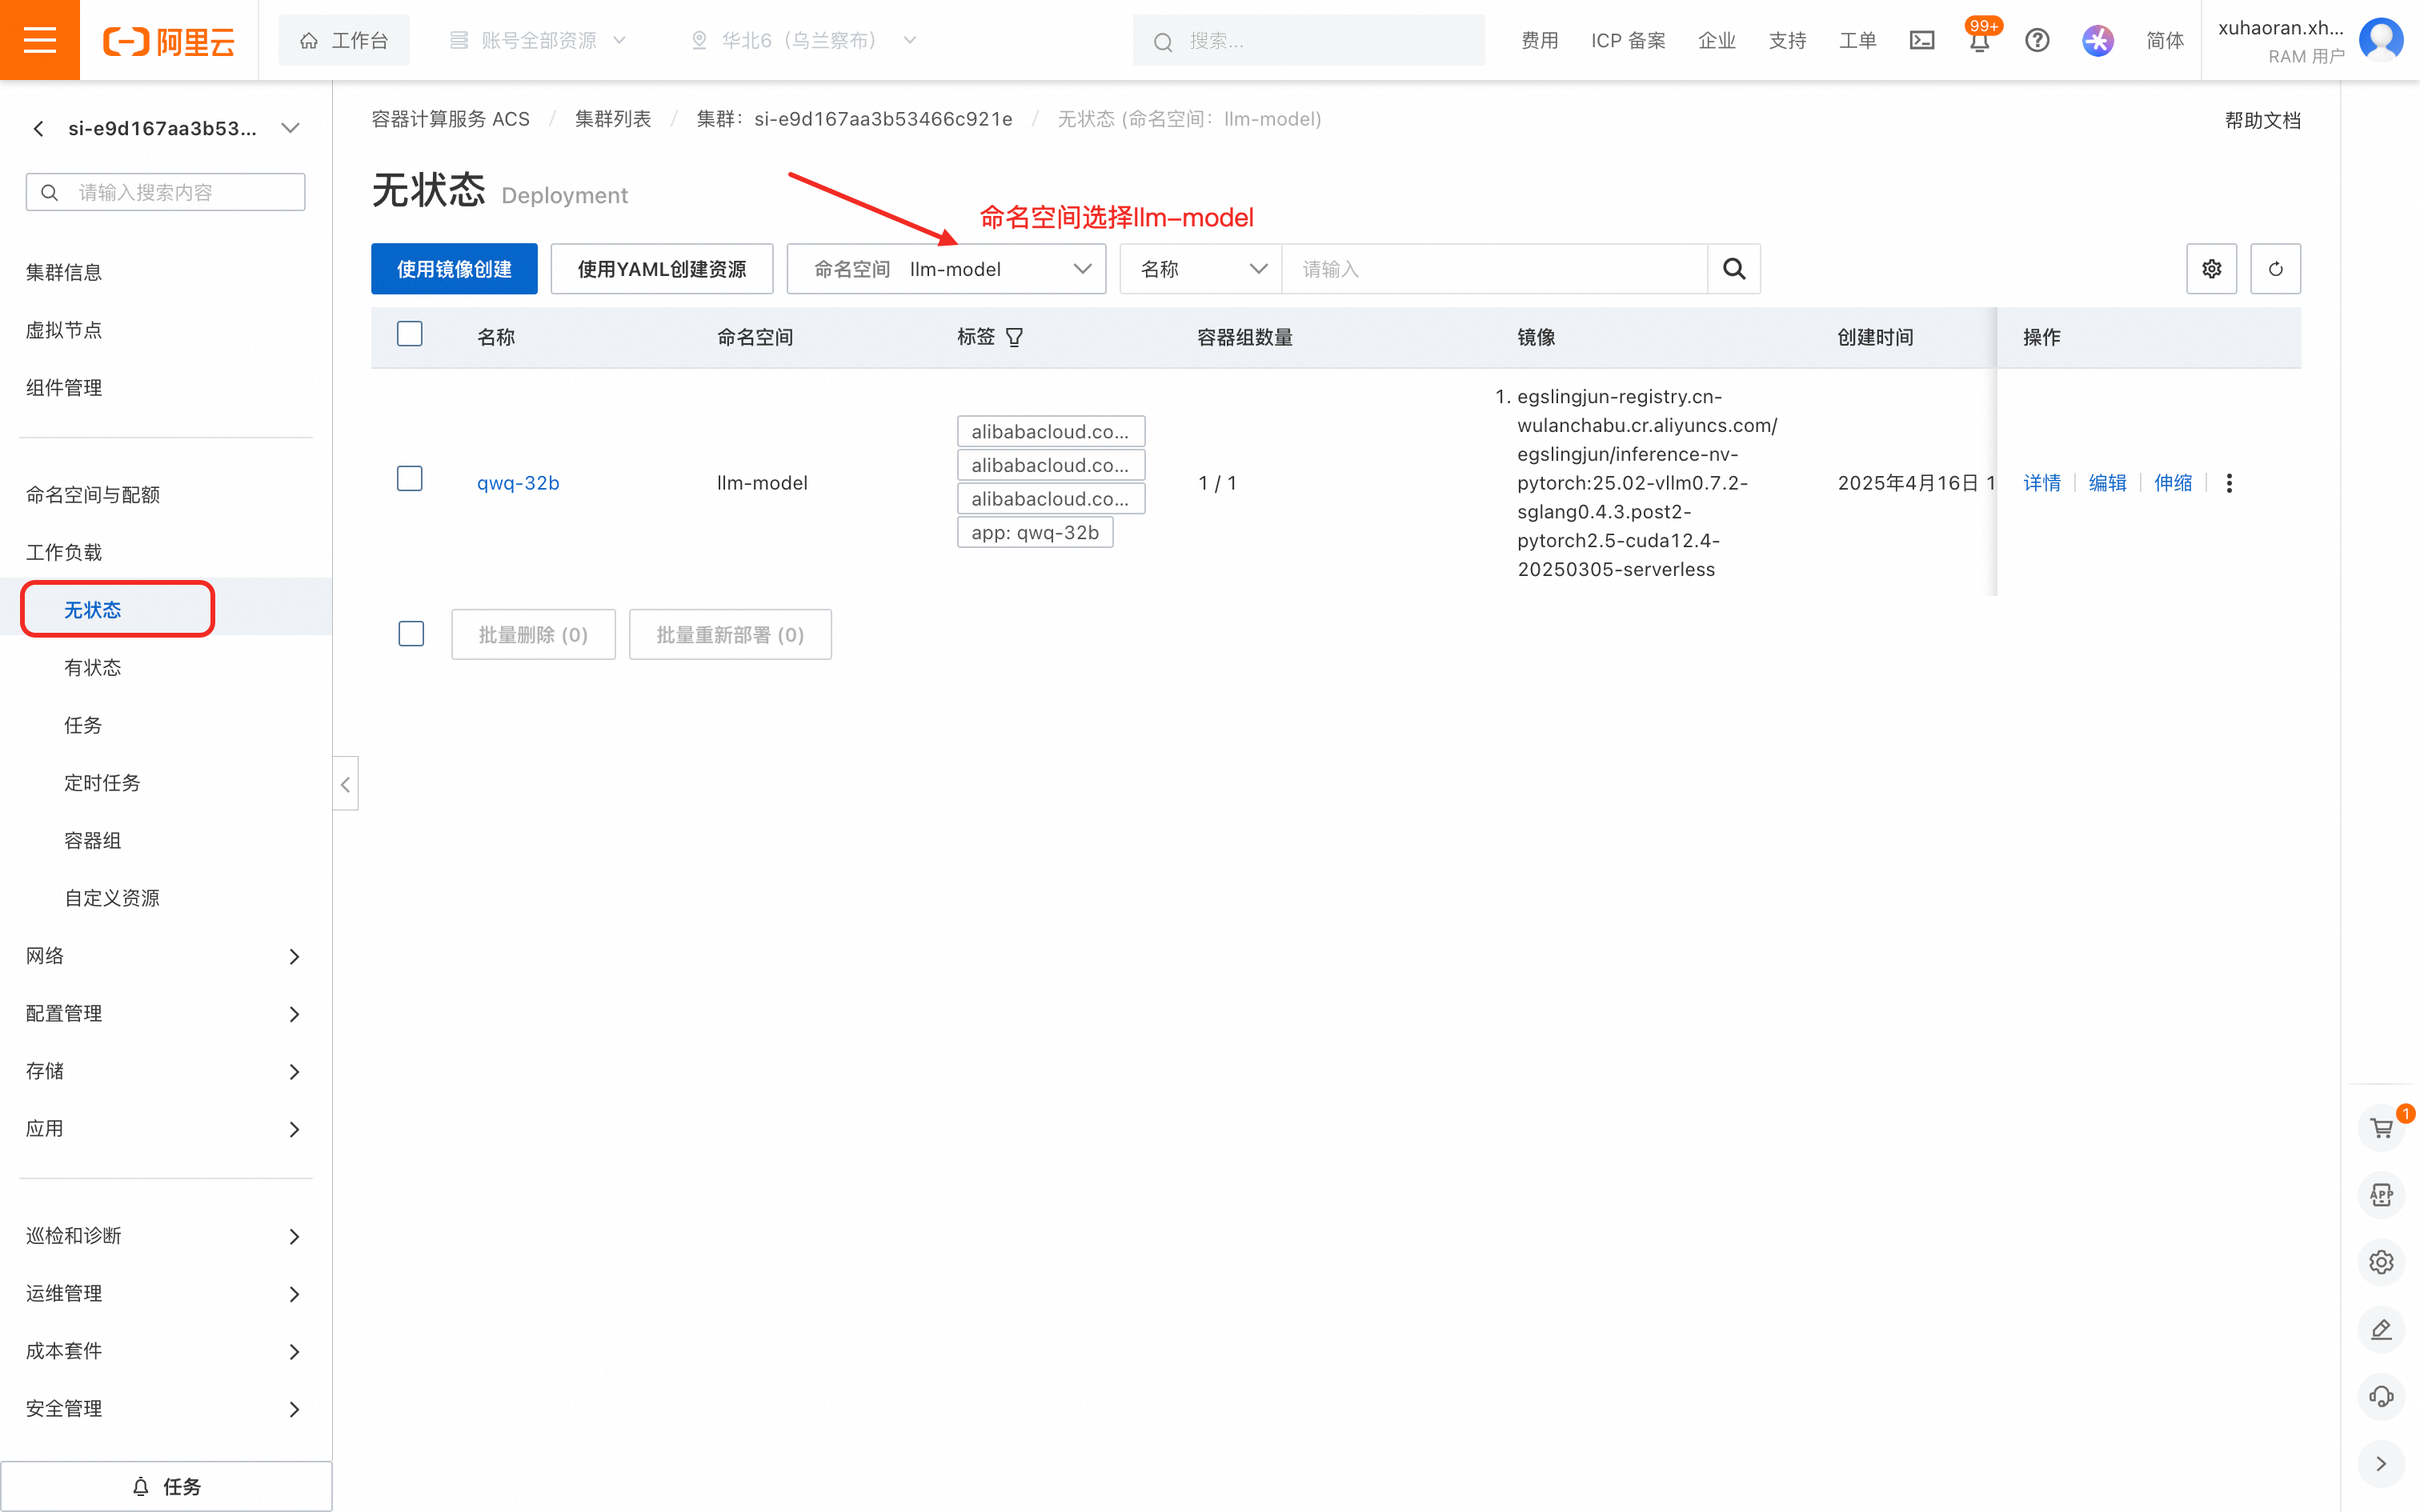 阿里云
工作台
账号全部资源
华北6（乌兰察布）
搜索...
费用
ICP 备案
企业
支持
工单
99+
简体
xuhaoran.xh...
RAM 用户
si-e9d167aa3b53...
请输入搜索内容
集群信息
虚拟节点
组件管理
命名空间与配额
工作负载
无状态
有状态
任务
定时任务
容器组
自定义资源
网络
配置管理
存储
应用
巡检和诊断
运维管理
成本套件
安全管理
任务
容器计算服务 ACS / 集群列表 / 集群：si-e9d167aa3b53466c921e / 无状态 (命名空间：llm-model)
帮助文档
无状态 Deployment
命名空间选择llm-model
使用镜像创建
使用YAML创建资源
命名空间 llm-model
名称
请输入
名称
命名空间
标签
容器组数量
镜像
创建时间
操作
qwq-32b
llm-model
alibabacloud.co...
alibabacloud.co...
alibabacloud.co...
app: qwq-32b
1 / 1
1. egslingjun-registry.cn-
wulanchabu.cr.aliyuncs.com/
egslingjun/inference-nv-
pytorch:25.02-vllm0.7.2-
sglang0.4.3.post2-
pytorch2.5-cuda12.4-
20250305-serverless
2025年4月16日 1
详情
编辑
伸缩
批量删除 (0)
批量重新部署 (0)
1
APP